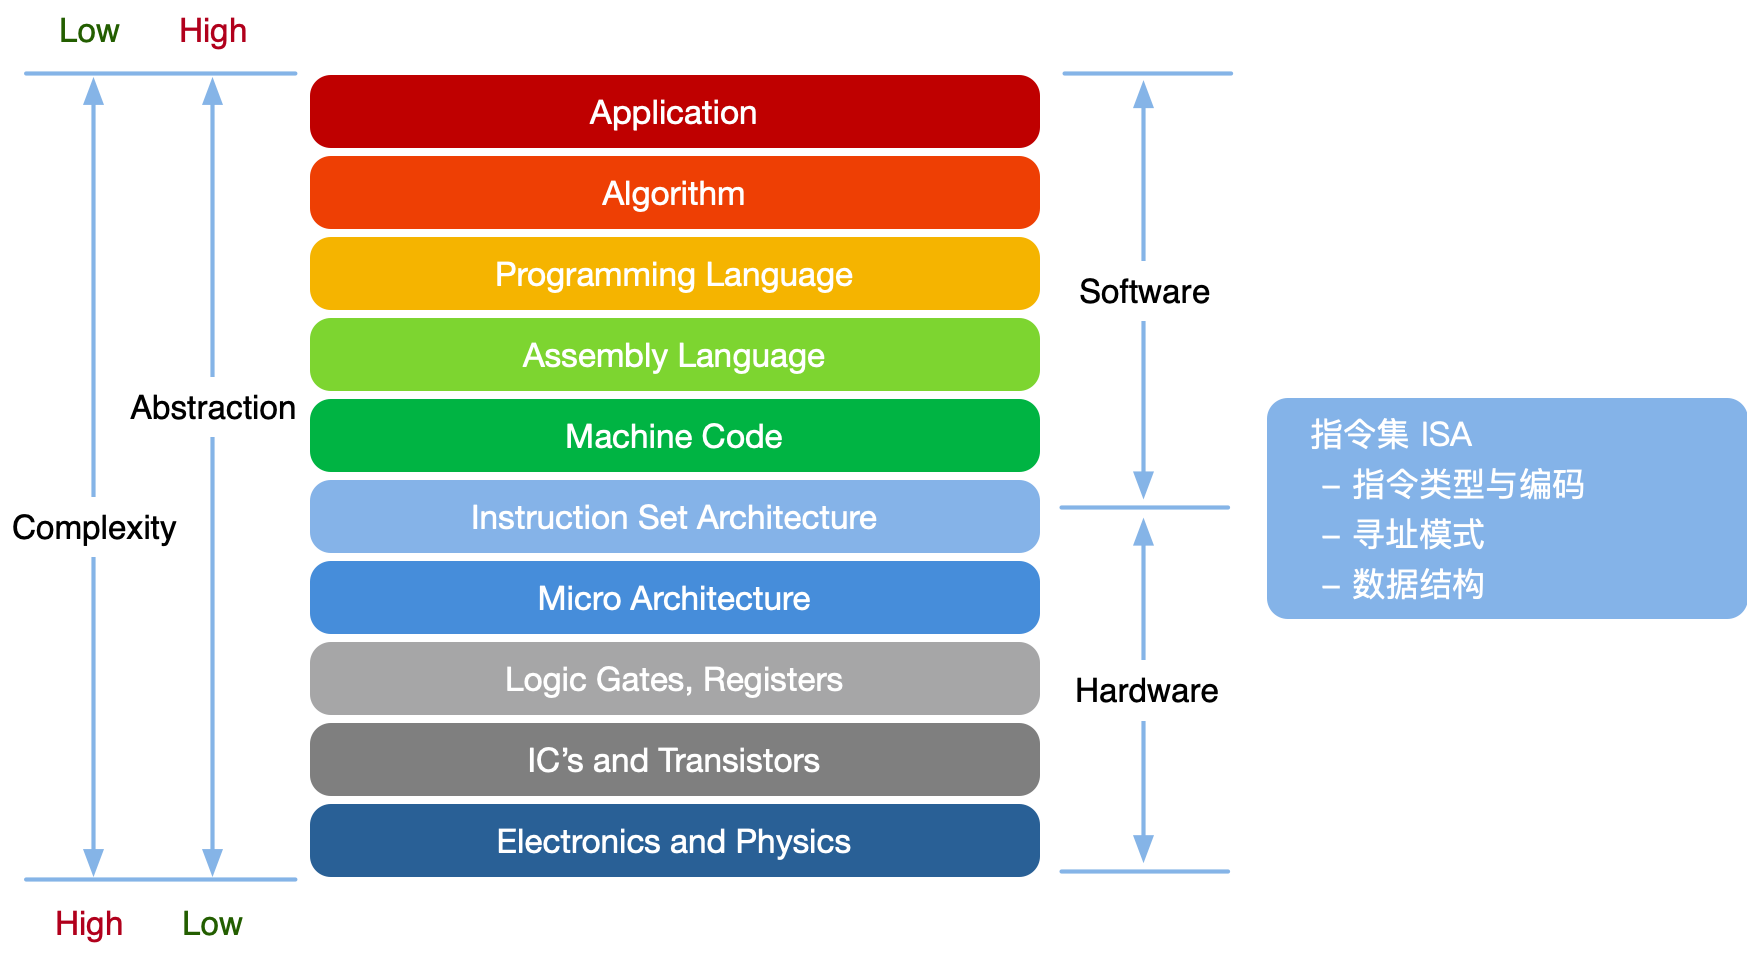 Low High
Application
Algorithm
Programming Language
Software
Assembly Language
Abstraction
Machine Code
指令集 ISA
– 指令类型与编码
– 寻址模式
– 数据结构
Instruction Set Architecture
Complexity
Micro Architecture
Logic Gates, Registers
Hardware
IC’s and Transistors
Electronics and Physics
High Low